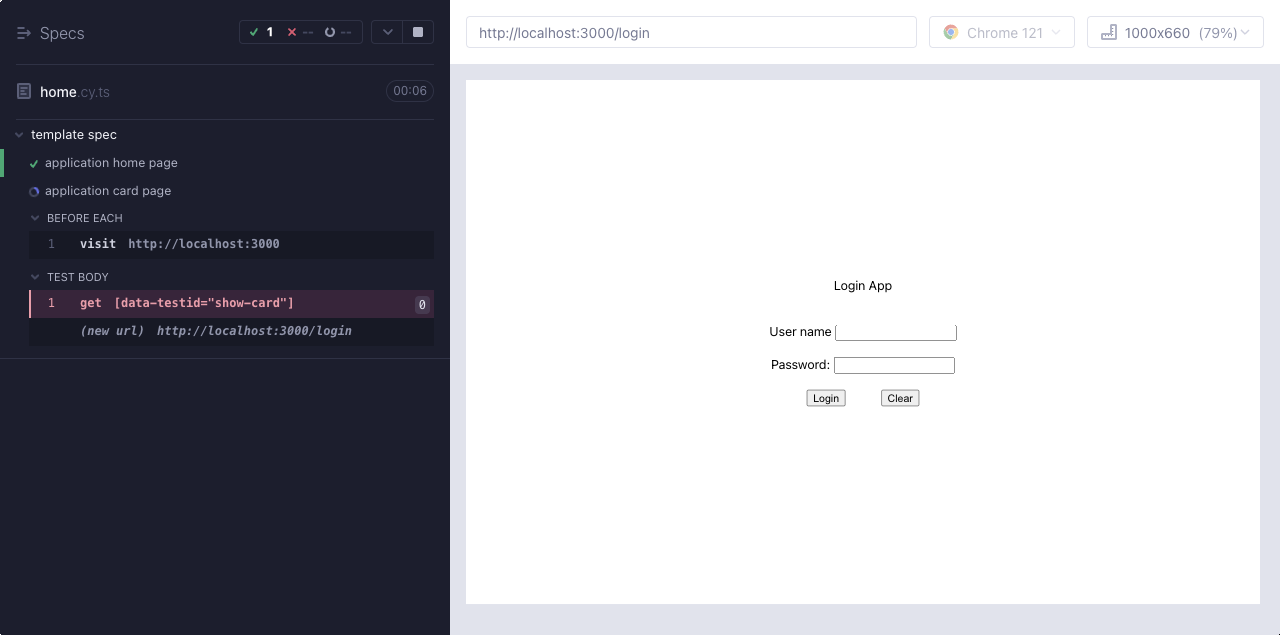 Specs
1 -- --
home.cy.ts 00:06
template spec
application home page
application card page
BEFORE EACH
1 visit http://localhost:3000
TEST BODY
1 get [data-testid="show-card"] 0
(new url) http://localhost:3000/login
http://localhost:3000/login
Chrome 121
1000x660 (79%)
Login App
User name
Password:
Login Clear